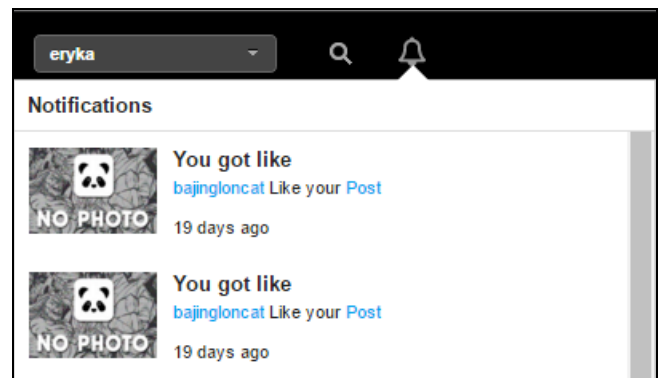 eryka
Notifications
NO PHOTO
You got like
bajingloncat Like your Post
19 days ago
NO PHOTO
You got like
bajingloncat Like your Post
19 days ago